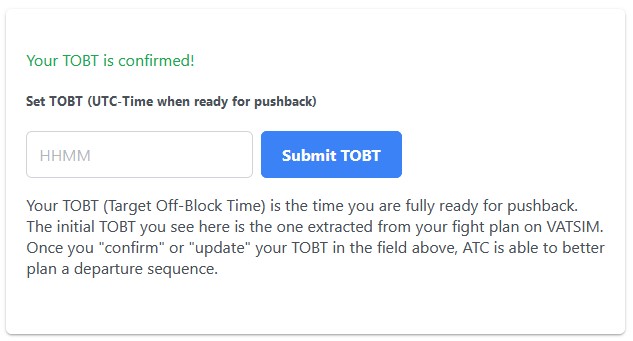 Your TOBT is confirmed!
Set TOBT (UTC-Time when ready for pushback)
HHMM
Submit TOBT
Your TOBT (Target Off-Block Time) is the time you are fully ready for pushback.
The initial TOBT you see here is the one extracted from your fight plan on VATSIM.
Once you "confirm" or "update" your TOBT in the field above, ATC is able to better
plan a departure sequence.